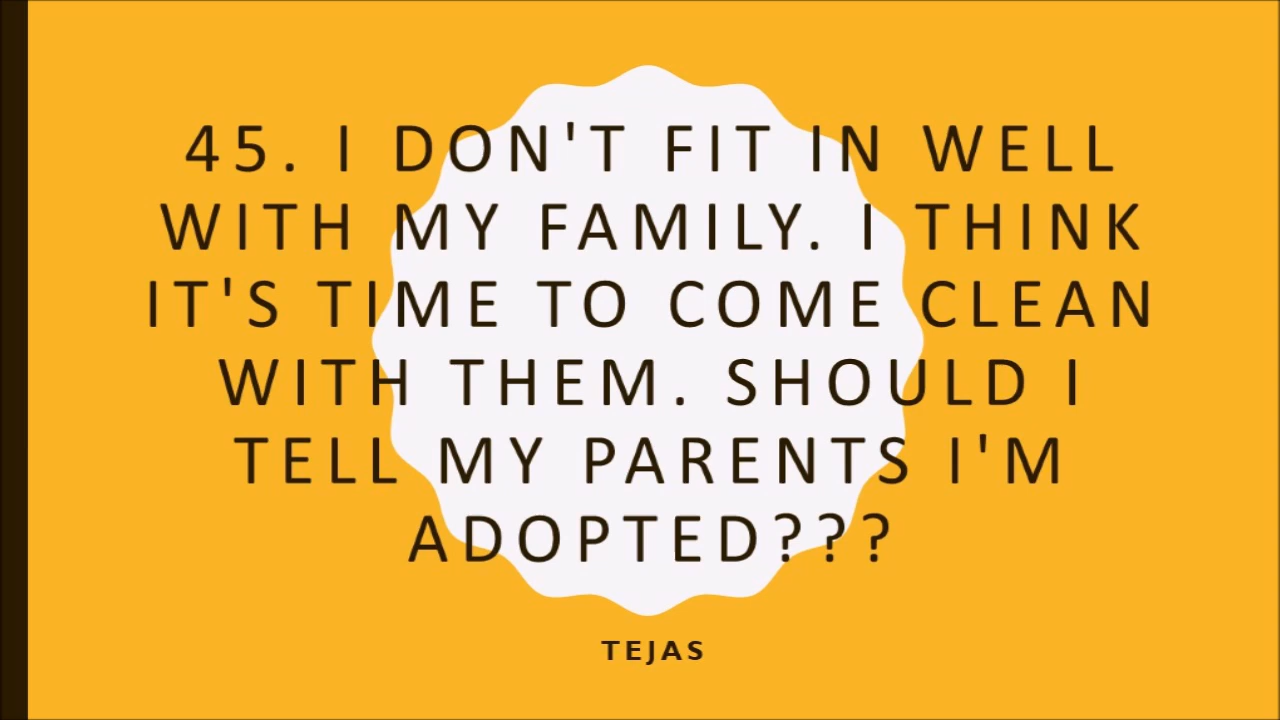 45. I DON'T FIT IN WELL
WITH MY FAMILY. I THINK
IT'S TIME TO COME CLEAN
WITH THEM. SHOULD I
TELL MY PARENTS I'M
ADOPTED???
TEJAS